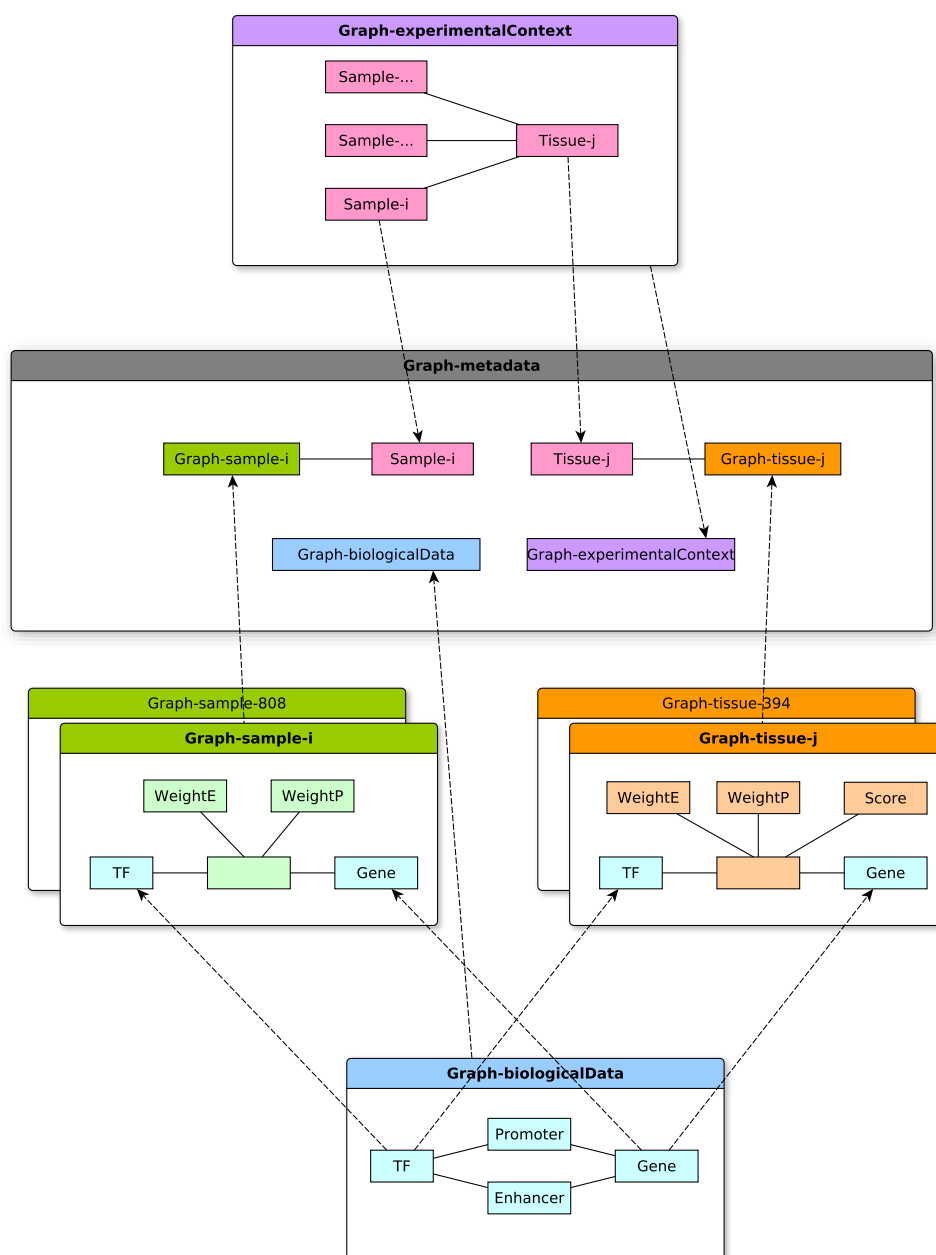 Graph-experimentalContext
Sample-...
Sample-...
Tissue-j
Sample-i
Graph-metadata
Graph-sample-i
Sample-i
Tissue-j
Graph-tissue-j
Graph-biologicalData
Graph-experimentalContext
Graph-sample-808
Graph-sample-i
WeightE
WeightP
TF
Gene
Graph-tissue-394
Graph-tissue-j
WeightE
WeightP
Score
TF
Gene
Graph-biologicalData
Promoter
TF
Gene
Enhancer